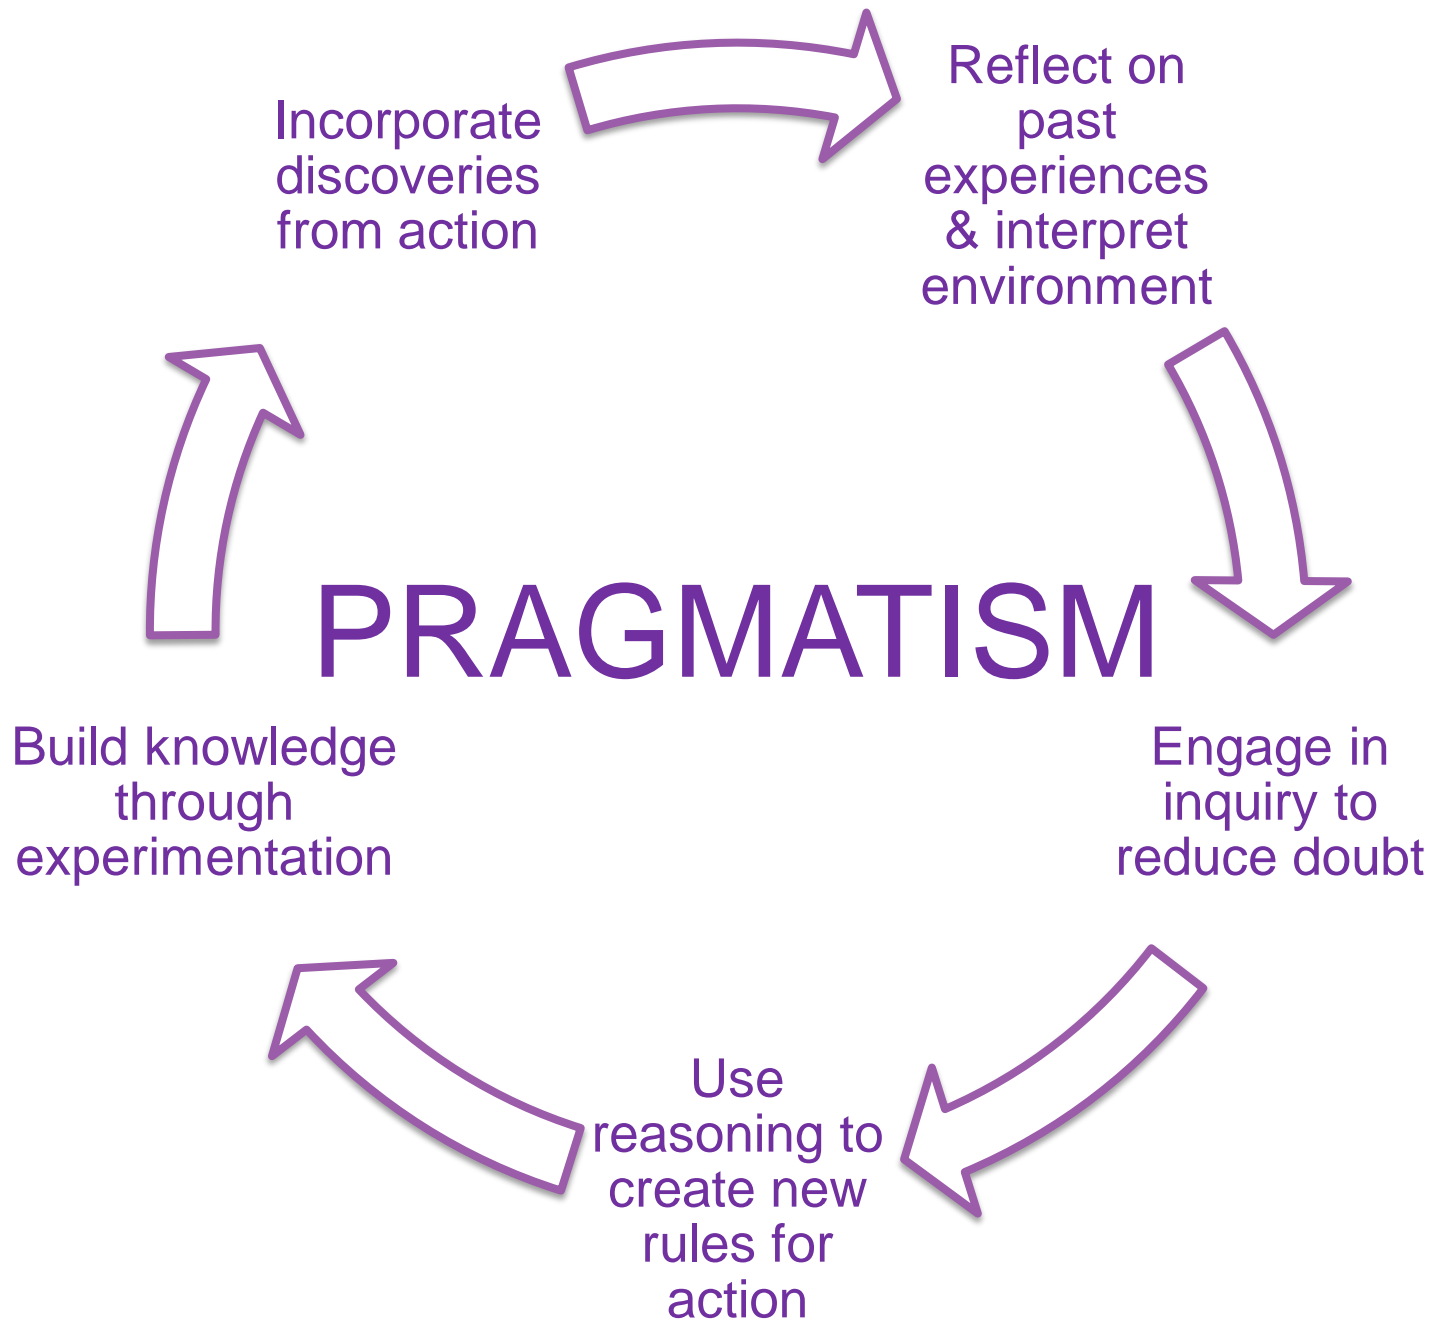 Reflect on
past
experiences
& interpret
environment
Engage in
inquiry to
reduce doubt
Use
reasoning to
create new
rules for
action
Build knowledge
through
experimentation
Incorporate
discoveries
from action
PRAGMATISM